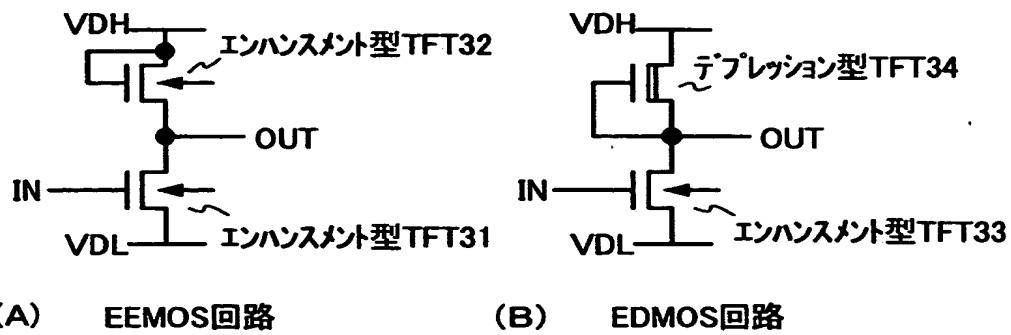 VDH
エンハンスメント型TFT32
OUT
IN
エンハンスメント型TFT31
VDL
(A) EEMOS回路
VDH
デプレッション型TFT34
OUT
IN
エンハンスメント型TFT33
VDL
(B) EDMOS回路